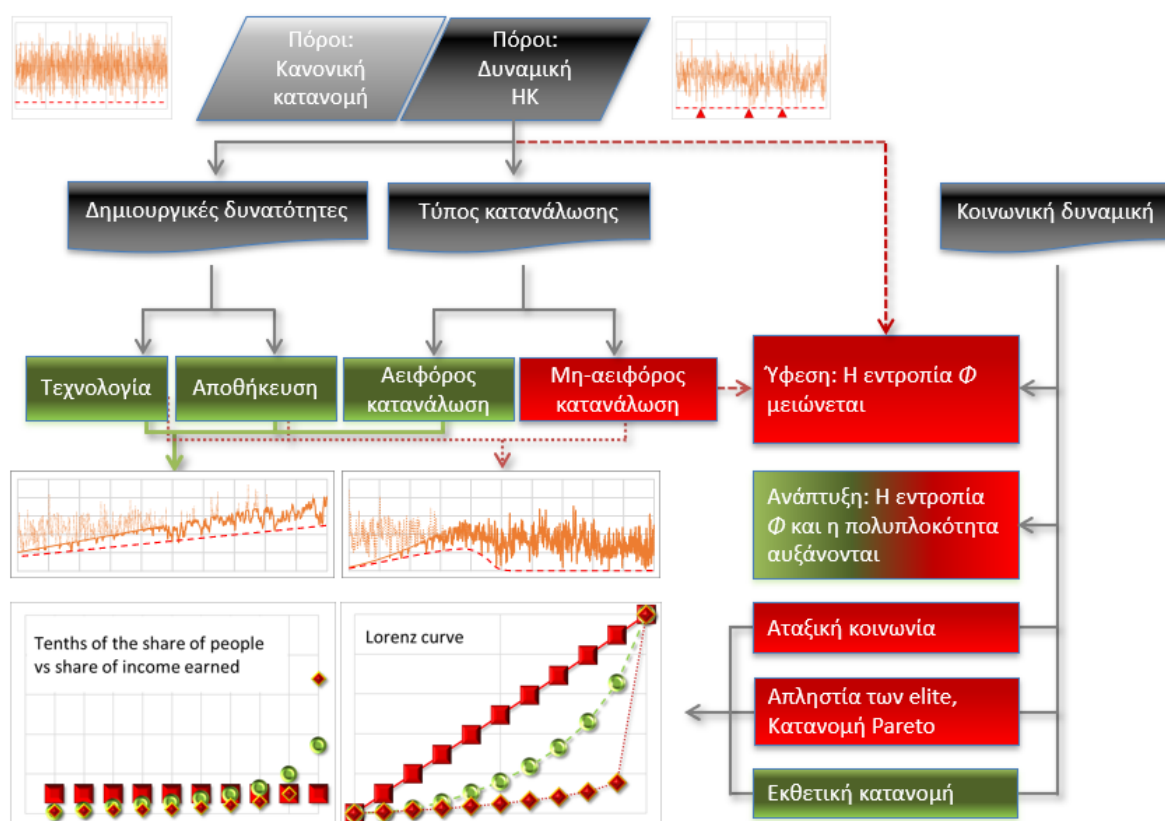 Πόροι:
Κανονική
κατανομή
Πόροι:
Δυναμική
ΗΚ
Δημιουργικές δυνατότητες
Τύπος κατανάλωσης
Κοινωνική δυναμική
Τεχνολογία
Αποθήκευση
Αειφόρος
κατανάλωση
Μη-αειφόρος
κατανάλωση
Ύφεση: Η εντροπία Φ
μειώνεται
Ανάπτυξη: Η εντροπία
Φ και η πολυπλοκότητα
αυξάνονται
Tenths of the share of people
vs share of income earned
Lorenz curve
Αταξική κοινωνία
Απληστία των elite,
Κατανομή Pareto
Εκθετική κατανομή